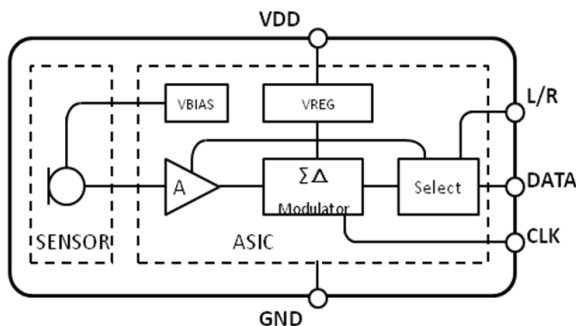 VDD
VBIAS
VREG
L/R
A
ΣΔ
Modulator
Select
DATA
SENSOR
ASIC
CLK
GND